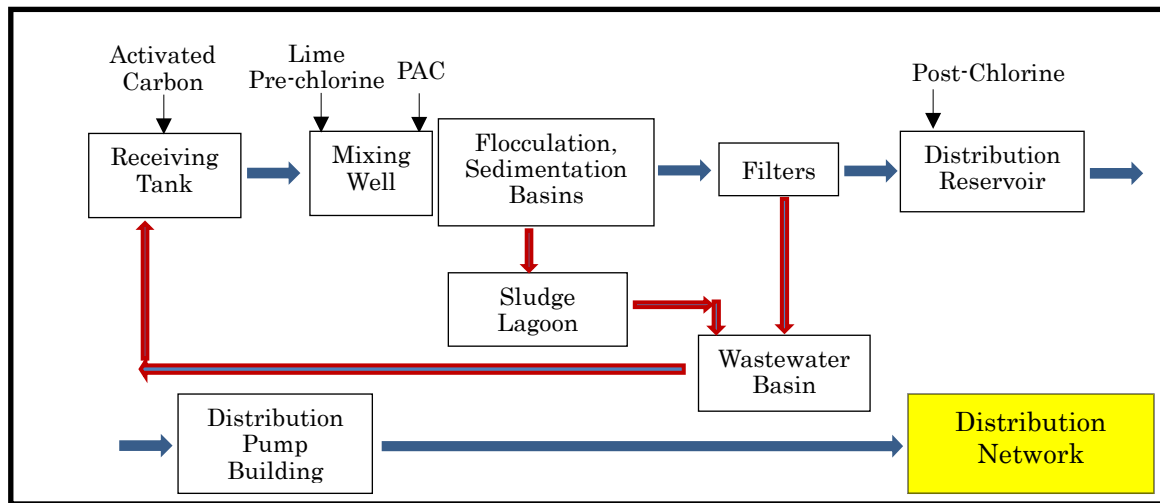 Activated
Carbon
Lime
Pre-chlorine
PAC
Post-Chlorine
Receiving
Tank
Mixing
Well
Flocculation,
Sedimentation
Basins
Filters
Distribution
Reservoir
Sludge
Lagoon
Wastewater
Basin
Distribution
Pump
Building
Distribution
Network